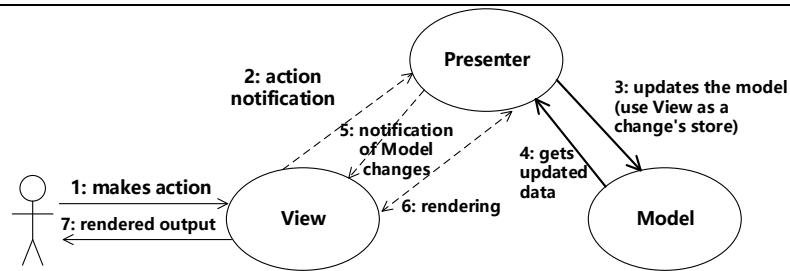 Presenter
2: action
notification
3: updates the model
(use View as a
change's store)
5: notification
of Model
changes
4: gets
updated
data
1: makes action
6: rendering
View
Model
7: rendered output